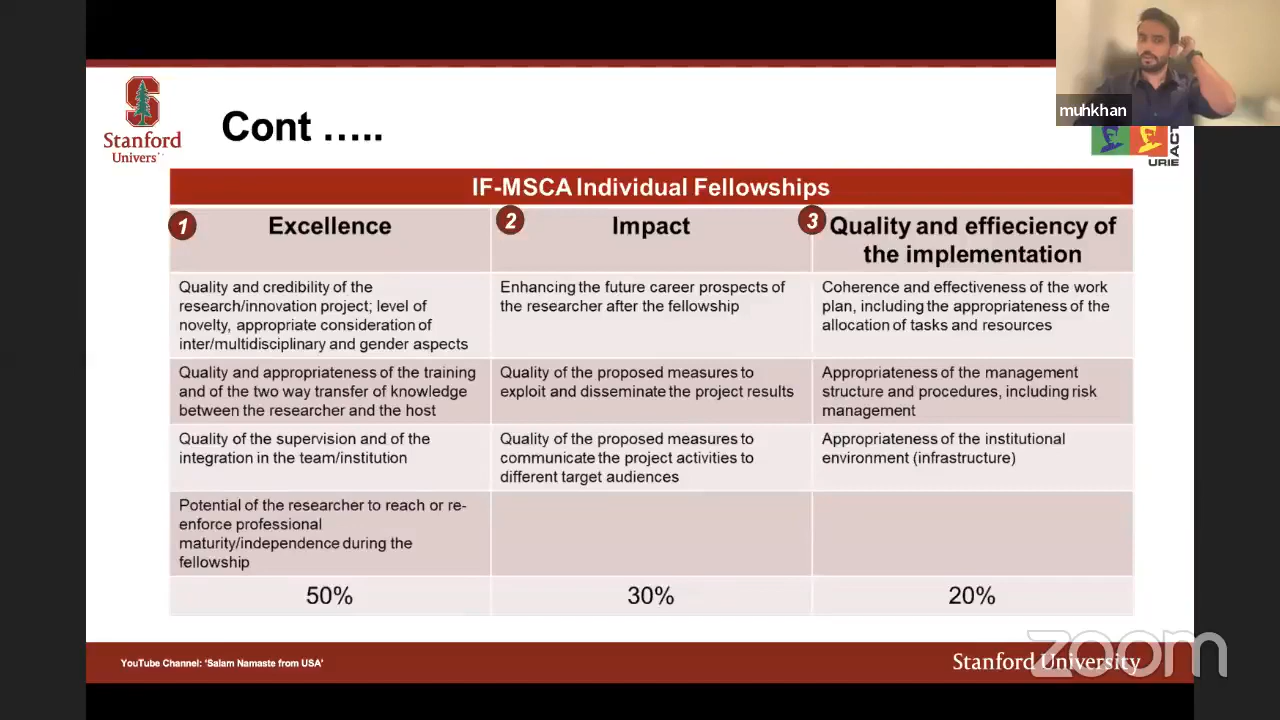 muhkhan
Stanford
Univers
Cont …..
URIE
ACT
IF-MSCA Individual Fellowships
1
Excellence
2
Impact
3
Quality and effieciency of
the implementation
Quality and credibility of the
research/innovation project; level of
novelty, appropriate consideration of
inter/multidisciplinary and gender aspects
Enhancing the future career prospects of
the researcher after the fellowship
Coherence and effectiveness of the work
plan, including the appropriateness of the
allocation of tasks and resources
Quality and appropriateness of the training
and of the two way transfer of knowledge
between the researcher and the host
Quality of the proposed measures to
exploit and disseminate the project results
Appropriateness of the management
structure and procedures, including risk
management
Quality of the supervision and of the
integration in the team/institution
Quality of the proposed measures to
communicate the project activities to
different target audiences
Appropriateness of the institutional
environment (infrastructure)
Potential of the researcher to reach or re-
enforce professional
maturity/independence during the
fellowship
50%
30%
20%
YouTube Channel: 'Salam Namaste from USA'
Stanford University
zoom